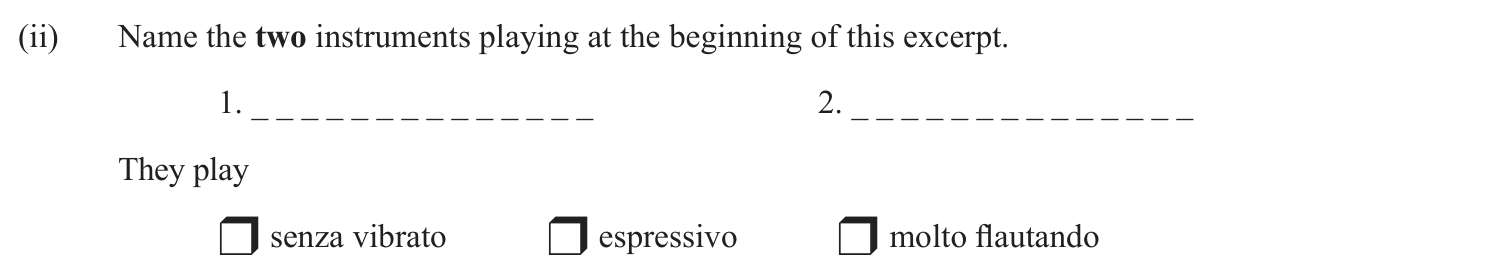 (ii) Name the two instruments playing at the beginning of this excerpt.
1. _ _ _ _ _ _ _ _ _ _ _ _ _ _ 2. _ _ _ _ _ _ _ _ _ _ _ _ _ _
They play
senza vibrato espressivo molto flautando